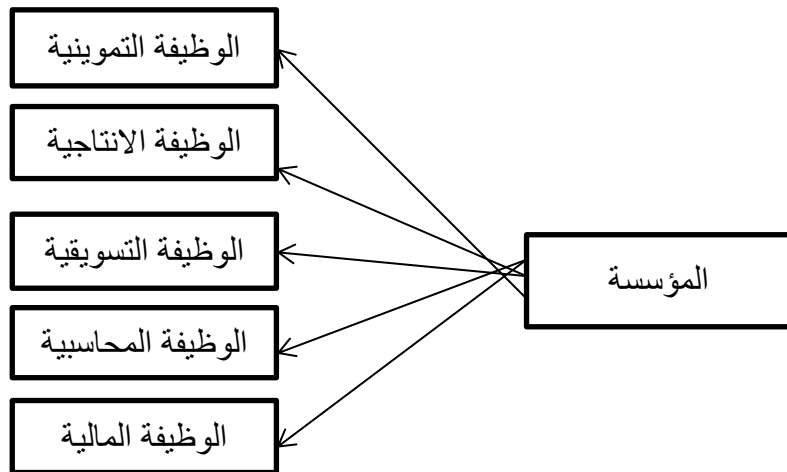 الوظيفة التموينية
الوظيفة الانتاجية
الوظيفة التسويقية
المؤسسة
الوظيفة المحاسبية
الوظيفة المالية